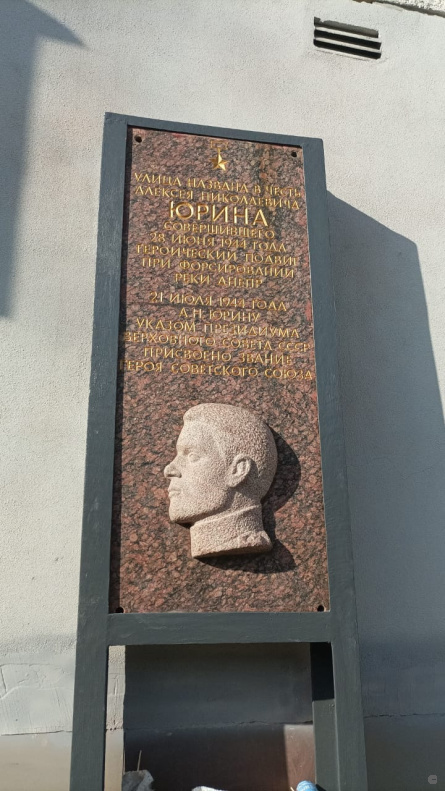 УЛИЦА НАЗВАНА В ЧЕСТЬ
АЛЕКСЕЯ НИКОЛАЕВИЧА
ЮРИНА
СОВЕРШИВШЕГО
28 ИЮНЯ 1944 ГОДА
ГЕРОИЧЕСКИЙ ПОДВИГ
ПРИ ФОРСИРОВАНИИ
РЕКИ ДНЕПР
21 ИЮЛЯ 1944 ГОДА
А.Н. ЮРИНУ
УКАЗОМ ПРЕЗИДИУМА
ВЕРХОВНОГО СОВЕТА СССР
ПРИСВОЕНО ЗВАНИЕ
ГЕРОЯ СОВЕТСКОГО СОЮЗА